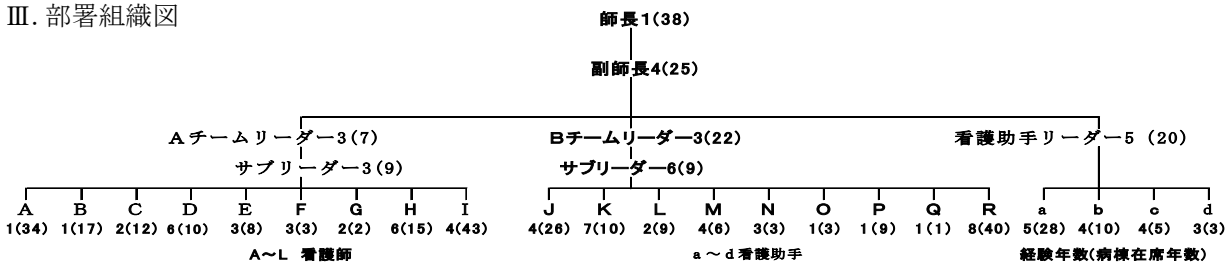 Ⅲ. 部署組織図
師長1(38)
副師長4(25)
Aチームリーダー3(7) Bチームリーダー3(22) 看護助手リーダー5 (20)
サブリーダー3(9) サブリーダー6(9)
A B C D E F G H I J K L M N O P Q R a b c d
1(34) 1(17) 2(12) 6(10) 3(8) 3(3) 2(2) 6(15) 4(43) 4(26) 7(10) 2(9) 4(6) 3(3) 1(3) 1(9) 1(1) 8(40) 5(28) 4(10) 4(5) 3(3)
A～L 看護師 a～d看護助手 経験年数(病棟在席年数)